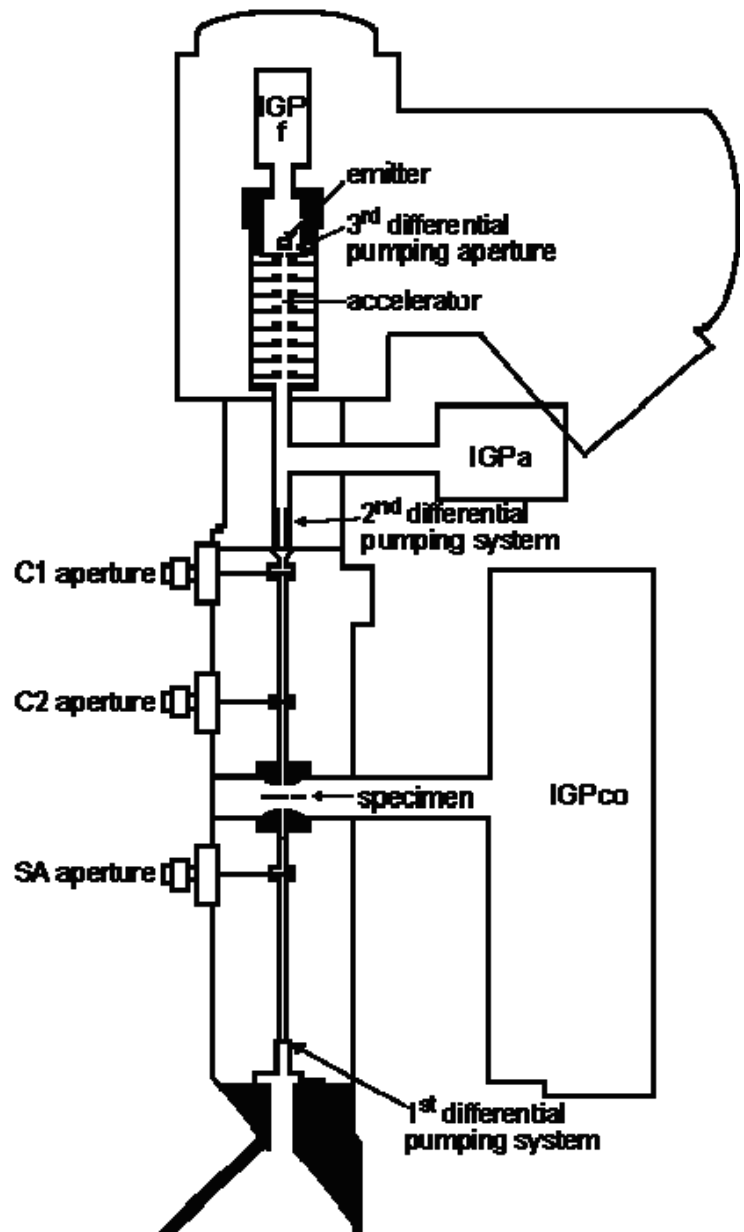 IGP
f
emitter
3rd differential
pumping aperture
accelerator
IGPa
2nd differential
pumping system
C1 aperture
C2 aperture
specimen
IGPco
SA aperture
1st differential
pumping system